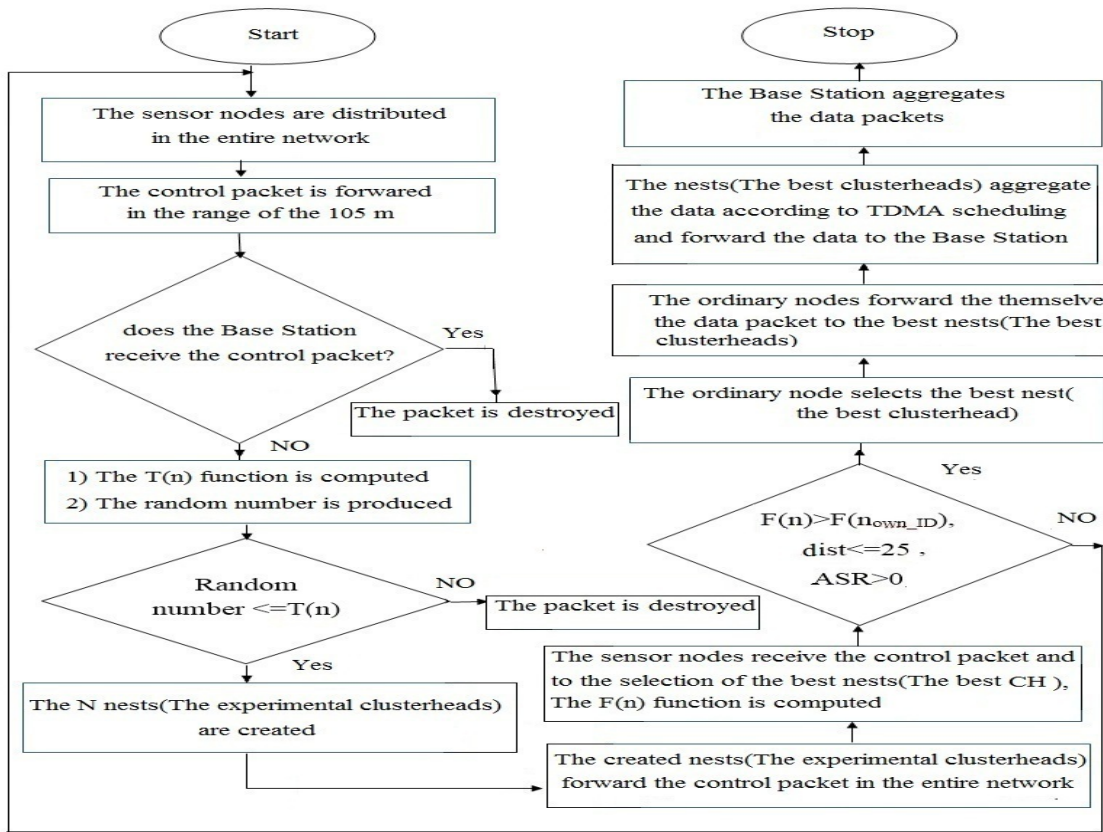 Start
The sensor nodes are distributed
in the entire network
The control packet is forwared
in the range of the 105 m
does the Base Station
receive the control packet?
Yes
The packet is destroyed
NO
1) The T(n) function is computed
2) The random number is produced
Random
number <=T(n)
NO
The packet is destroyed
Yes
The N nests(The experimental clusterheads)
are created
The created nests(The experimental clusterheads)
forward the control packet in the entire network
The sensor nodes receive the control packet and
to the selection of the best nests(The best CH ),
The F(n) function is computed
F(n)>F(nown_ID),
dist<=25 ,
ASR>0
NO
Yes
The ordinary node selects the best nest(
the best clusterhead)
The ordinary nodes forward the themselve
the data packet to the best nests(The best
clusterheads)
The nests(The best clusterheads) aggregate
the data according to TDMA scheduling
and forward the data to the Base Station
The Base Station aggregates
the data packets
Stop